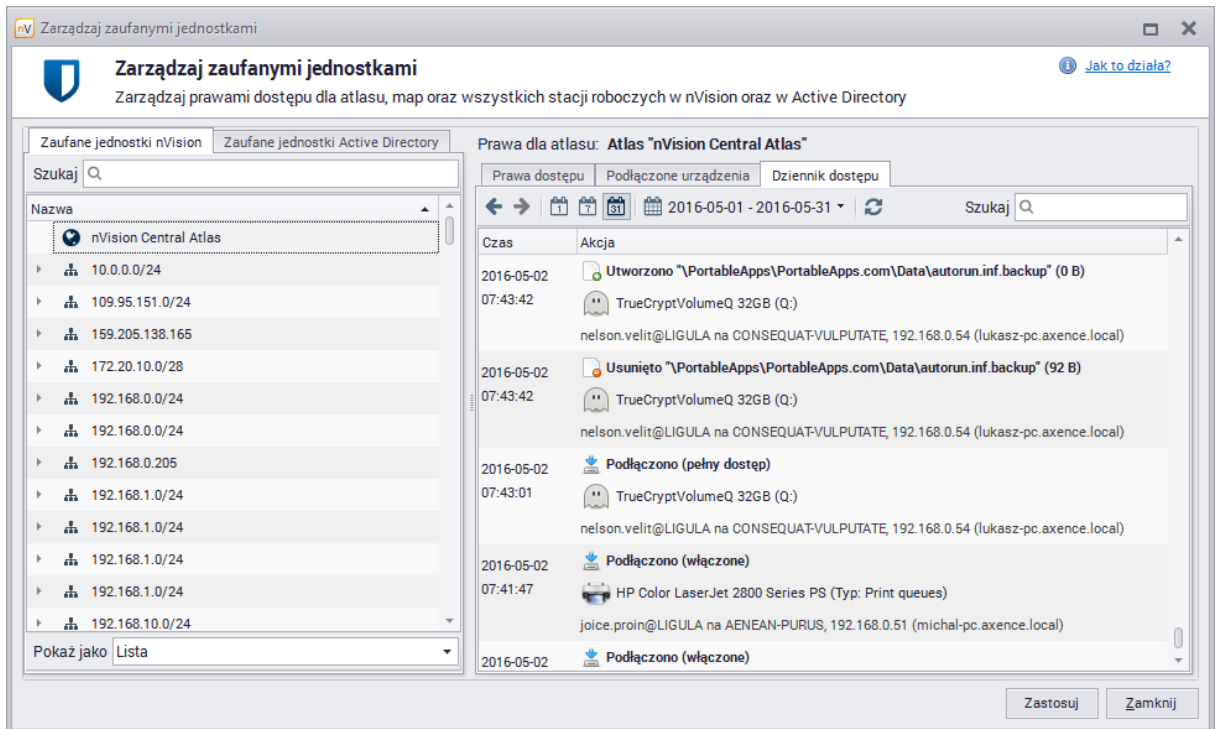 nV Zarządzaj zaufanymi jednostkami
Zarządzaj zaufanymi jednostkami
Jak to działa?
Zarządzaj prawami dostępu dla atlasu, map oraz wszystkich stacji roboczych w nVision oraz w Active Directory
Zaufane jednostki nVision
Zaufane jednostki Active Directory
Szukaj
Nazwa
nVision Central Atlas
10.0.0.0/24
109.95.151.0/24
159.205.138.165
172.20.10.0/28
192.168.0.0/24
192.168.0.0/24
192.168.0.205
192.168.1.0/24
192.168.1.0/24
192.168.1.0/24
192.168.1.0/24
192.168.10.0/24
Pokaż jako Lista
Prawa dla atlasu: Atlas "nVision Central Atlas"
Prawa dostępu
Podłączone urządzenia
Dziennik dostępu
1 7 31 2016-05-01 - 2016-05-31
Szukaj
Czas Akcja
2016-05-02 Utworzono "\PortableApps\PortableApps.com\Data\autorun.inf.backup" (0 B)
07:43:42 TrueCryptVolumeQ 32GB (Q:)
nelson.velit@LIGULA na CONSEQUAT-VULPUTATE, 192.168.0.54 (lukasz-pc.axence.local)
2016-05-02 Usunięto "\PortableApps\PortableApps.com\Data\autorun.inf.backup" (92 B)
07:43:42 TrueCryptVolumeQ 32GB (Q:)
nelson.velit@LIGULA na CONSEQUAT-VULPUTATE, 192.168.0.54 (lukasz-pc.axence.local)
2016-05-02 Podłączono (pełny dostęp)
07:43:01 TrueCryptVolumeQ 32GB (Q:)
nelson.velit@LIGULA na CONSEQUAT-VULPUTATE, 192.168.0.54 (lukasz-pc.axence.local)
2016-05-02 Podłączono (włączone)
07:41:47 HP Color LaserJet 2800 Series PS (Typ: Print queues)
joice.proin@LIGULA na AENEAN-PURUS, 192.168.0.51 (michal-pc.axence.local)
2016-05-02 Podłączono (włączone)
Zastosuj
Zamknij